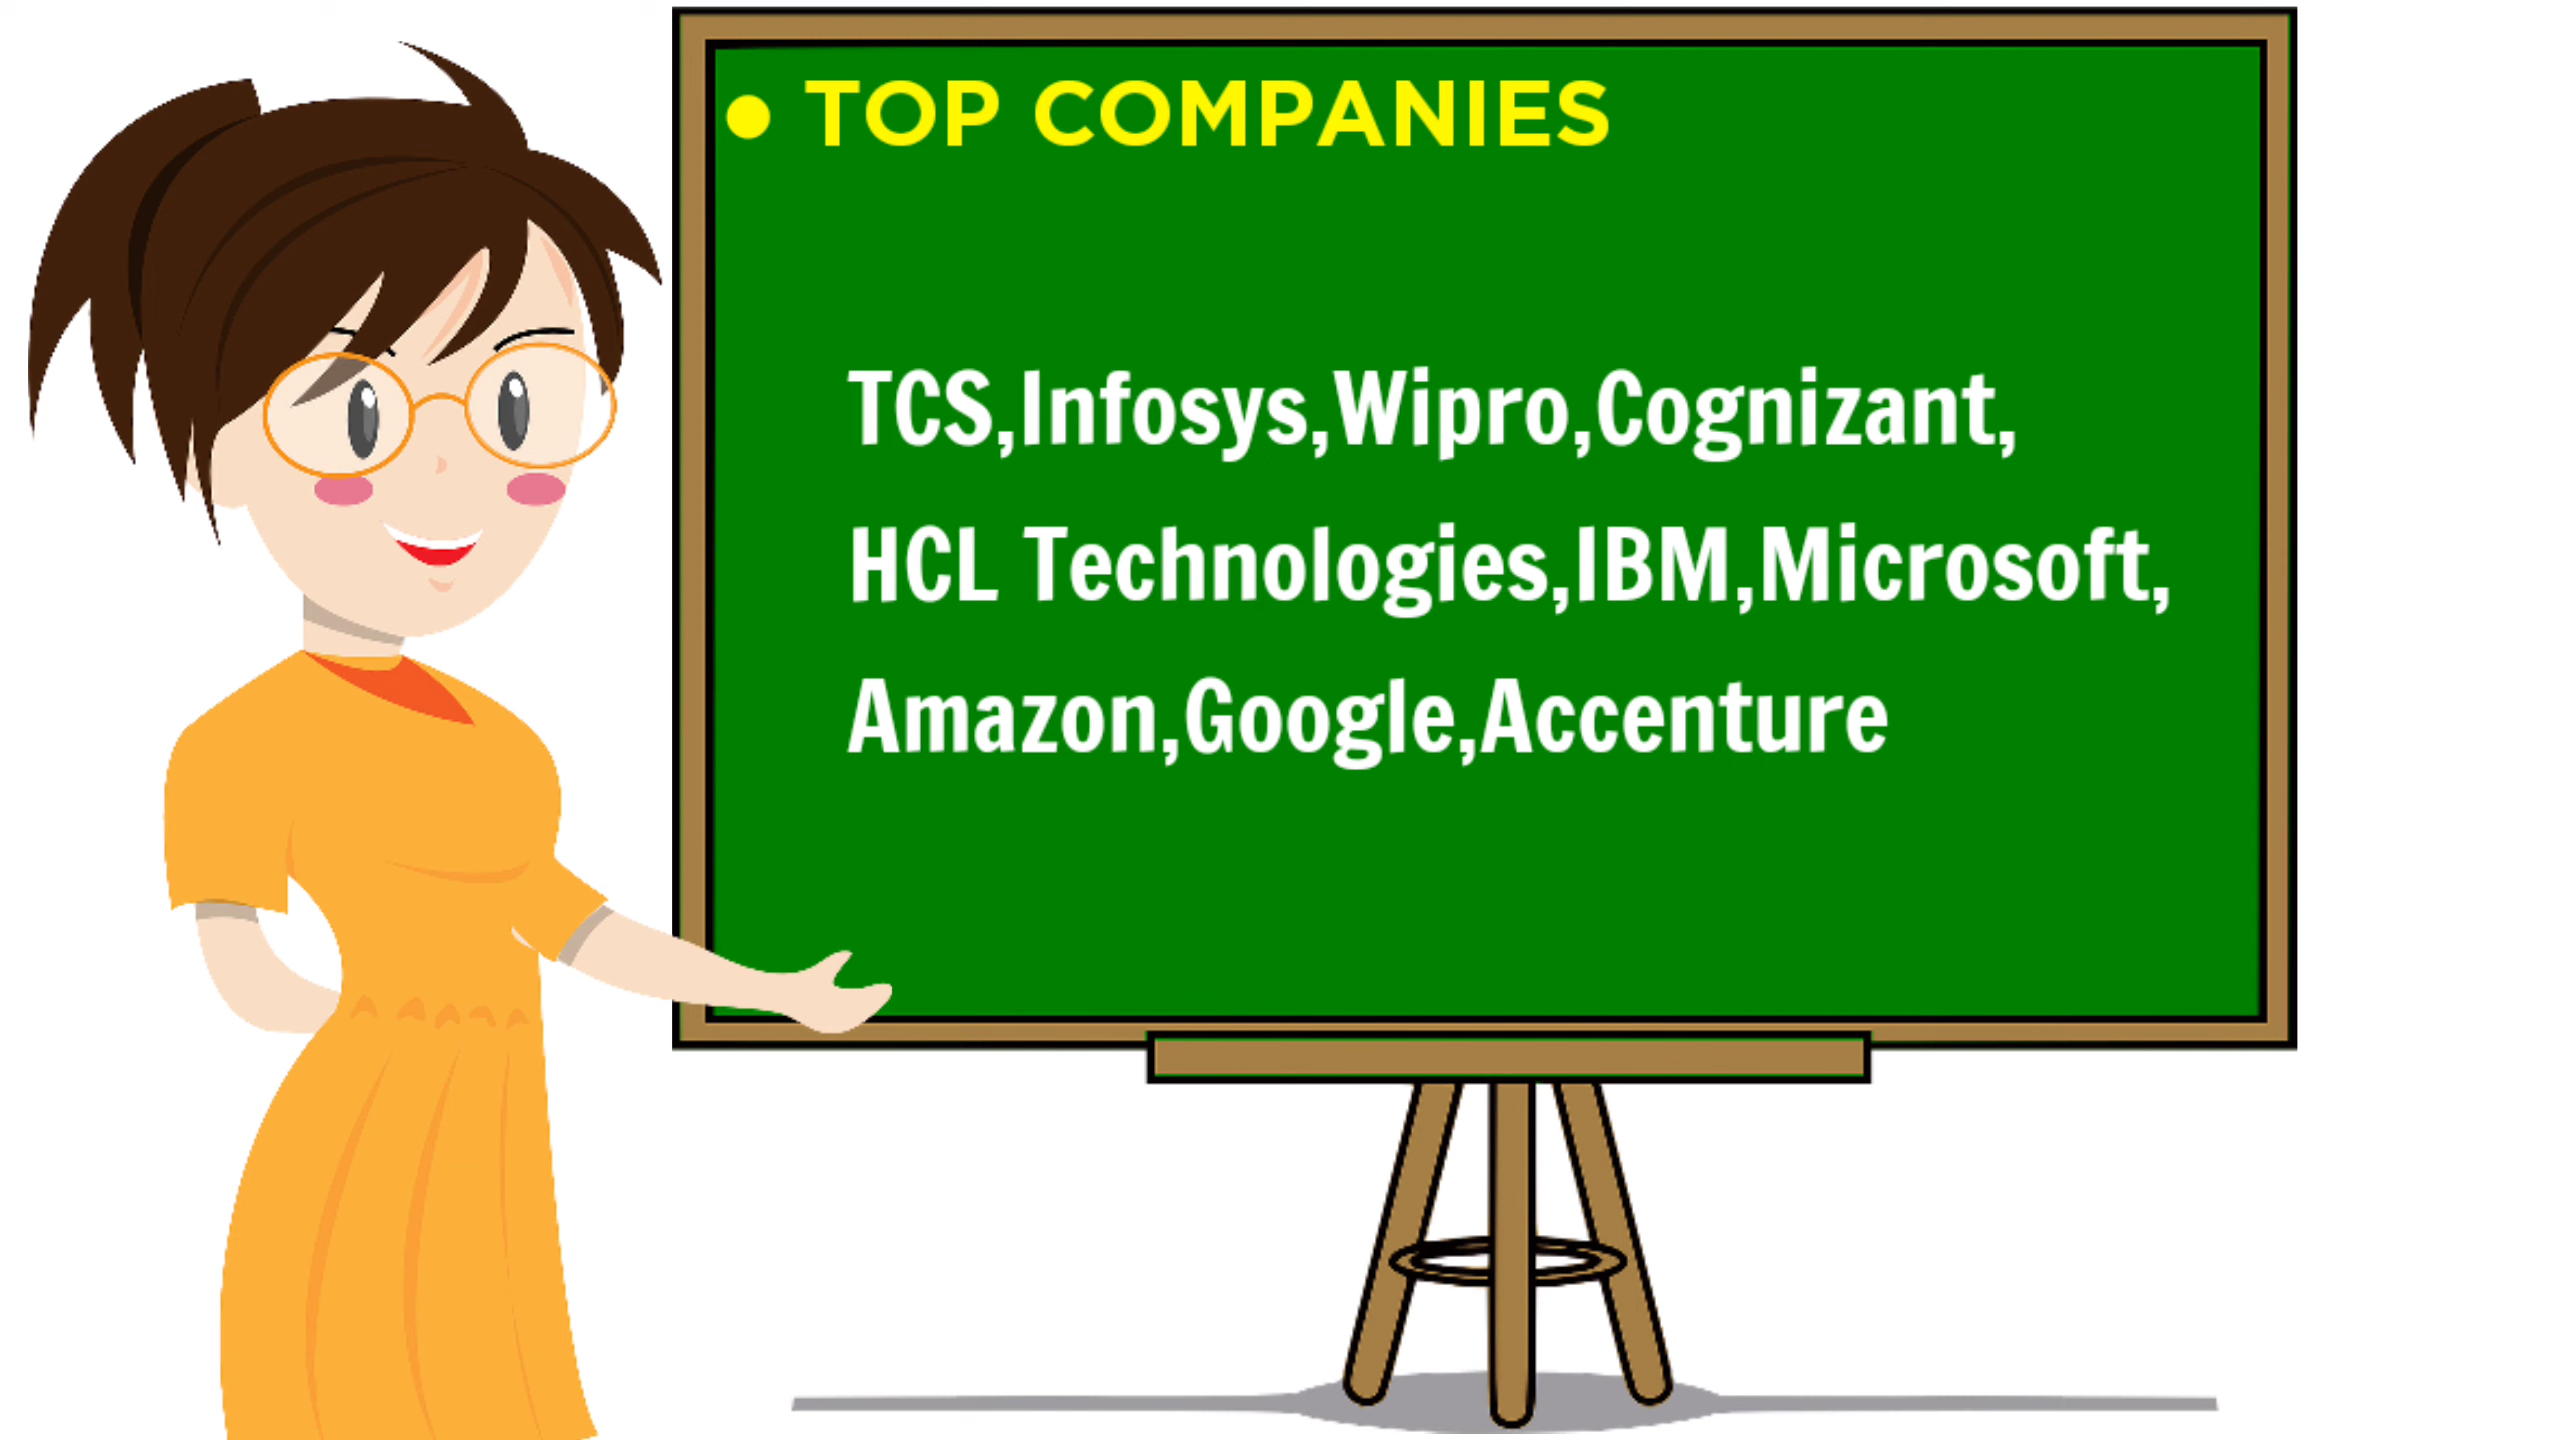 • TOP COMPANIES
TCS,Infosys,Wipro,Cognizant,
HCL Technologies,IBM,Microsoft,
Amazon,Google,Accenture